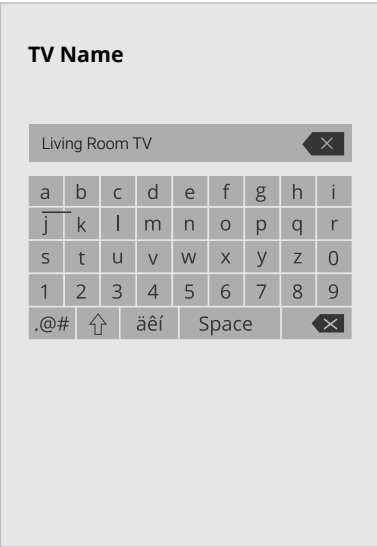 TV Name
Living Room TV
a b c d e f g h i
j k l m n o p q r
s t u v w x y z 0
1 2 3 4 5 6 7 8 9
.@# äêí Space